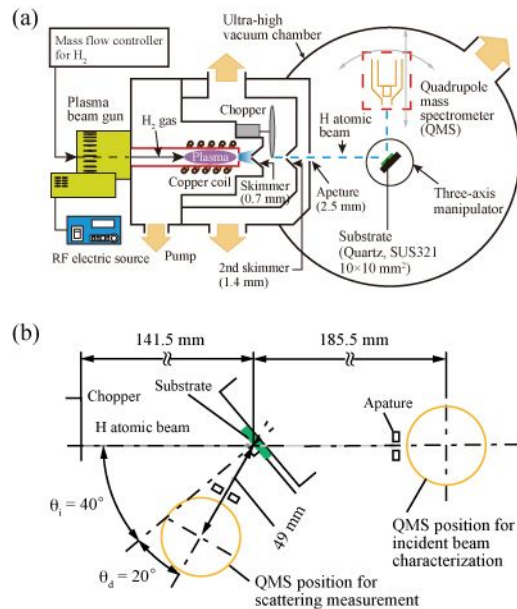 (a)
Mass flow controller
for H₂
Ultra-high
vacuum chamber
Plasma
beam gun
H₂ gas
Chopper
H atomic
beam
Quadrupole
mass
spectrometer
(QMS)
Plasma
Copper coil
Skimmer
(0.7 mm)
Apeture
(2.5 mm)
Three-axis
manipulator
RF electric source
Pump
2nd skimmer
(1.4 mm)
Substrate
(Quartz, SUS321
10×10 mm²)
(b)
141.5 mm
185.5 mm
Chopper
Substrate
Apature
H atomic beam
θi = 40°
49 mm
θd = 20°
QMS position for
scattering measurement
QMS position for
incident beam
characterization